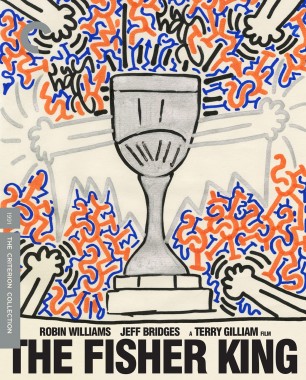 1991 THE CRITERION COLLECTION
ROBIN WILLIAMS JEFF BRIDGES A TERRY GILLIAM FILM
THE FISHER KING